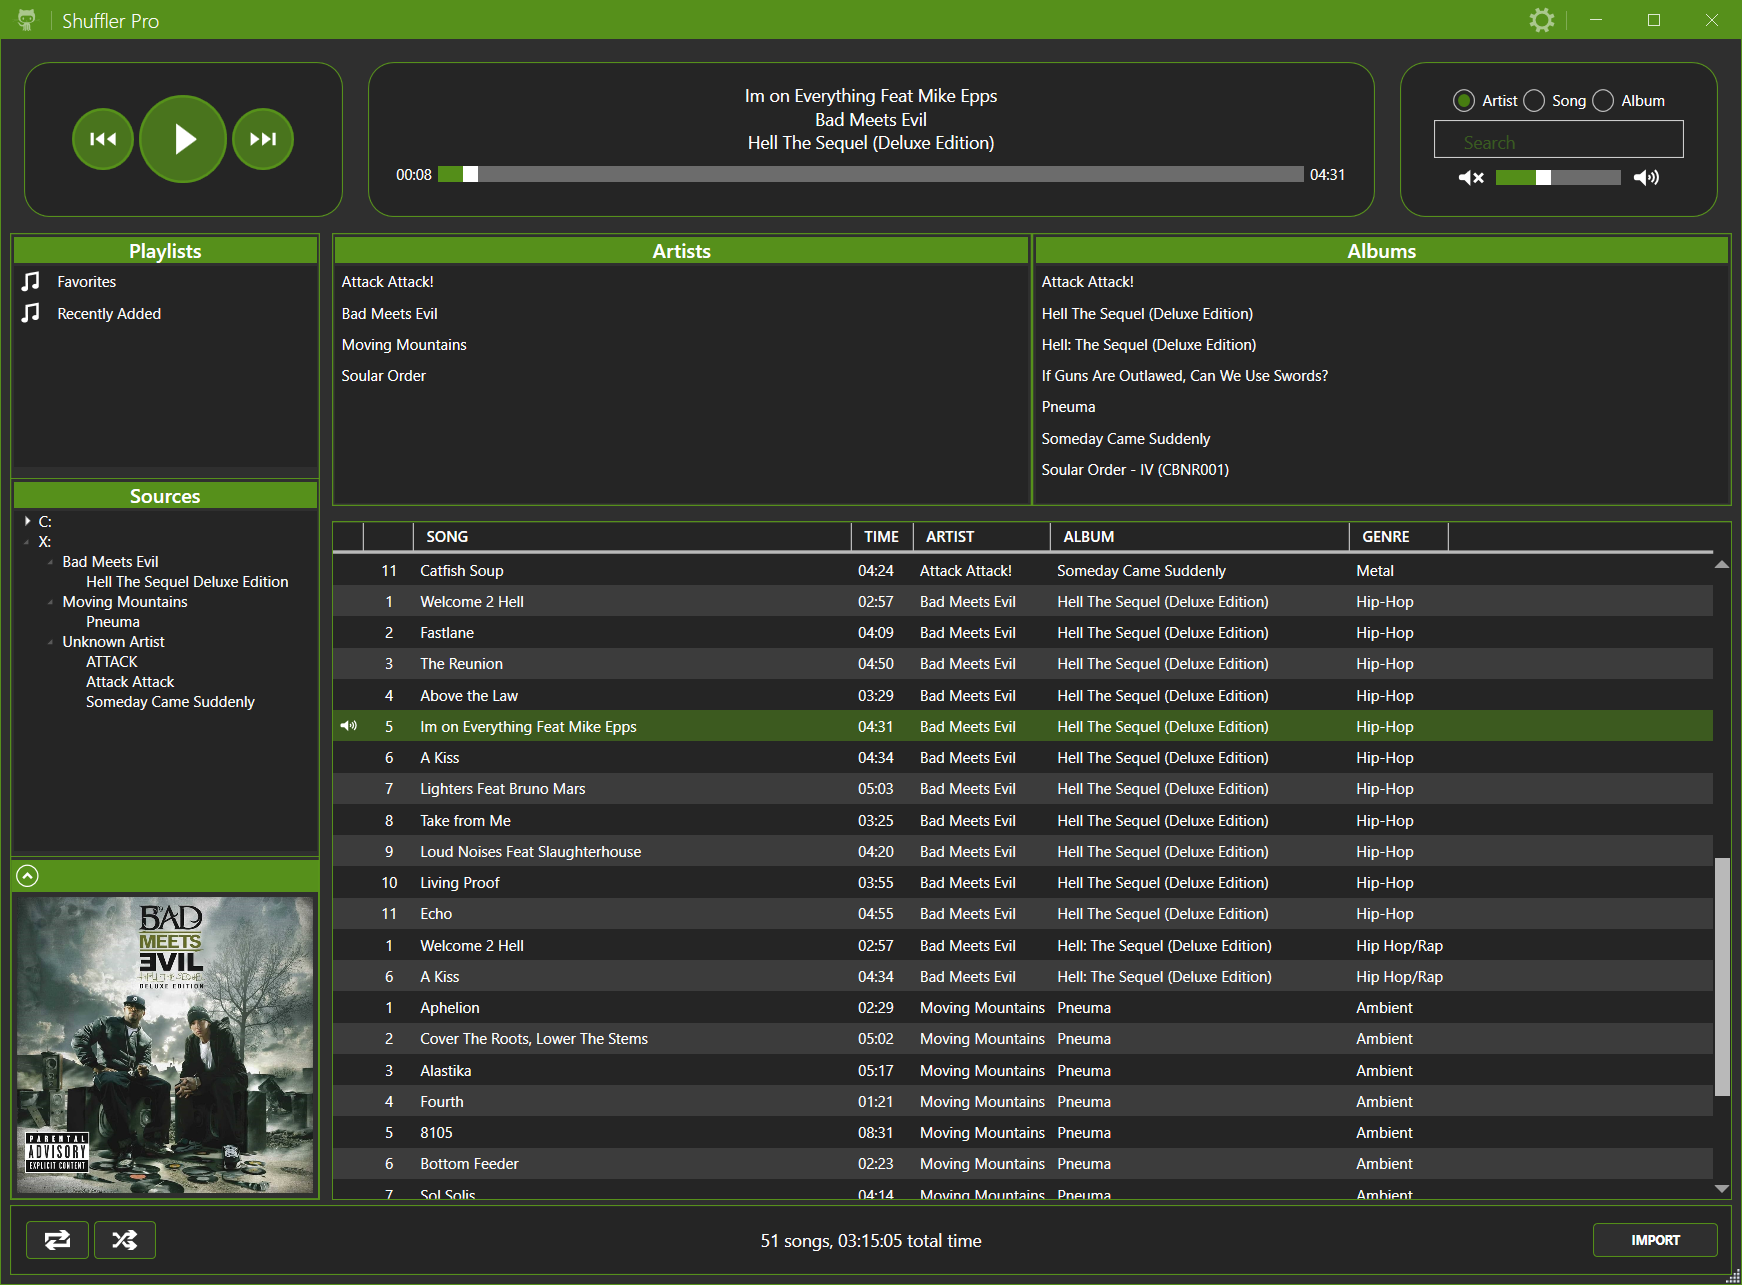 Shuffler Pro
Im on Everything Feat Mike Epps
Bad Meets Evil
Hell The Sequel (Deluxe Edition)
00:08 04:31
Artist Song Album
Search
Playlists
Favorites
Recently Added
Artists
Attack Attack!
Bad Meets Evil
Moving Mountains
Soular Order
Albums
Attack Attack!
Hell The Sequel (Deluxe Edition)
Hell: The Sequel (Deluxe Edition)
If Guns Are Outlawed, Can We Use Swords?
Pneuma
Someday Came Suddenly
Soular Order - IV (CBNR001)
Sources
C:
X:
Bad Meets Evil
Hell The Sequel Deluxe Edition
Moving Mountains
Pneuma
Unknown Artist
ATTACK
Attack Attack
Someday Came Suddenly
BAD
MEETS
EVIL
DELUXE EDITION
PARENTAL
ADVISORY
EXPLICIT CONTENT
SONG TIME ARTIST ALBUM GENRE
11 Catfish Soup 04:24 Attack Attack! Someday Came Suddenly Metal
1 Welcome 2 Hell 02:57 Bad Meets Evil Hell The Sequel (Deluxe Edition) Hip-Hop
2 Fastlane 04:09 Bad Meets Evil Hell The Sequel (Deluxe Edition) Hip-Hop
3 The Reunion 04:50 Bad Meets Evil Hell The Sequel (Deluxe Edition) Hip-Hop
4 Above the Law 03:29 Bad Meets Evil Hell The Sequel (Deluxe Edition) Hip-Hop
5 Im on Everything Feat Mike Epps 04:31 Bad Meets Evil Hell The Sequel (Deluxe Edition) Hip-Hop
6 A Kiss 04:34 Bad Meets Evil Hell The Sequel (Deluxe Edition) Hip-Hop
7 Lighters Feat Bruno Mars 05:03 Bad Meets Evil Hell The Sequel (Deluxe Edition) Hip-Hop
8 Take from Me 03:25 Bad Meets Evil Hell The Sequel (Deluxe Edition) Hip-Hop
9 Loud Noises Feat Slaughterhouse 04:20 Bad Meets Evil Hell The Sequel (Deluxe Edition) Hip-Hop
10 Living Proof 03:55 Bad Meets Evil Hell The Sequel (Deluxe Edition) Hip-Hop
11 Echo 04:55 Bad Meets Evil Hell The Sequel (Deluxe Edition) Hip-Hop
1 Welcome 2 Hell 02:57 Bad Meets Evil Hell: The Sequel (Deluxe Edition) Hip Hop/Rap
6 A Kiss 04:34 Bad Meets Evil Hell: The Sequel (Deluxe Edition) Hip Hop/Rap
1 Aphelion 02:29 Moving Mountains Pneuma Ambient
2 Cover The Roots, Lower The Stems 05:02 Moving Mountains Pneuma Ambient
3 Alastika 05:17 Moving Mountains Pneuma Ambient
4 Fourth 01:21 Moving Mountains Pneuma Ambient
5 8105 08:31 Moving Mountains Pneuma Ambient
6 Bottom Feeder 02:23 Moving Mountains Pneuma Ambient
7 Sol Solis 04:14 Moving Mountains Pneuma Ambient
51 songs, 03:15:05 total time
IMPORT